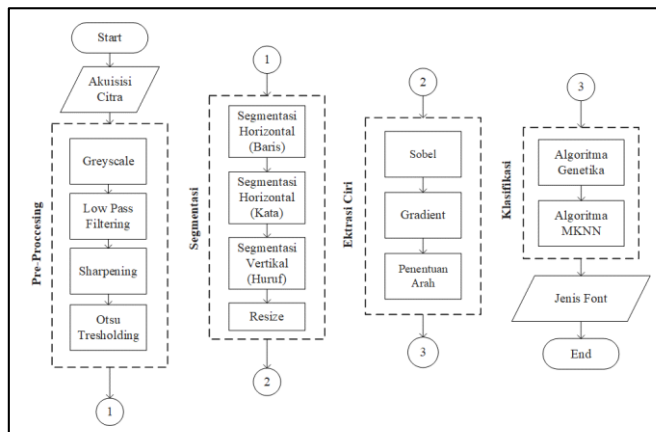 Start
Akuisisi
Citra
Pre-Proccesing
Greyscale
Low Pass
Filtering
Sharpening
Otsu
Tresholding
1
1
Segmentasi
Segmentasi
Horizontal
(Baris)
Segmentasi
Horizontal
(Kata)
Segmentasi
Vertikal
(Huruf)
Resize
2
2
Ektrasi Ciri
Sobel
Gradient
Penentuan
Arah
3
3
Klasifikasi
Algoritma
Genetika
Algoritma
MKNN
Jenis Font
End